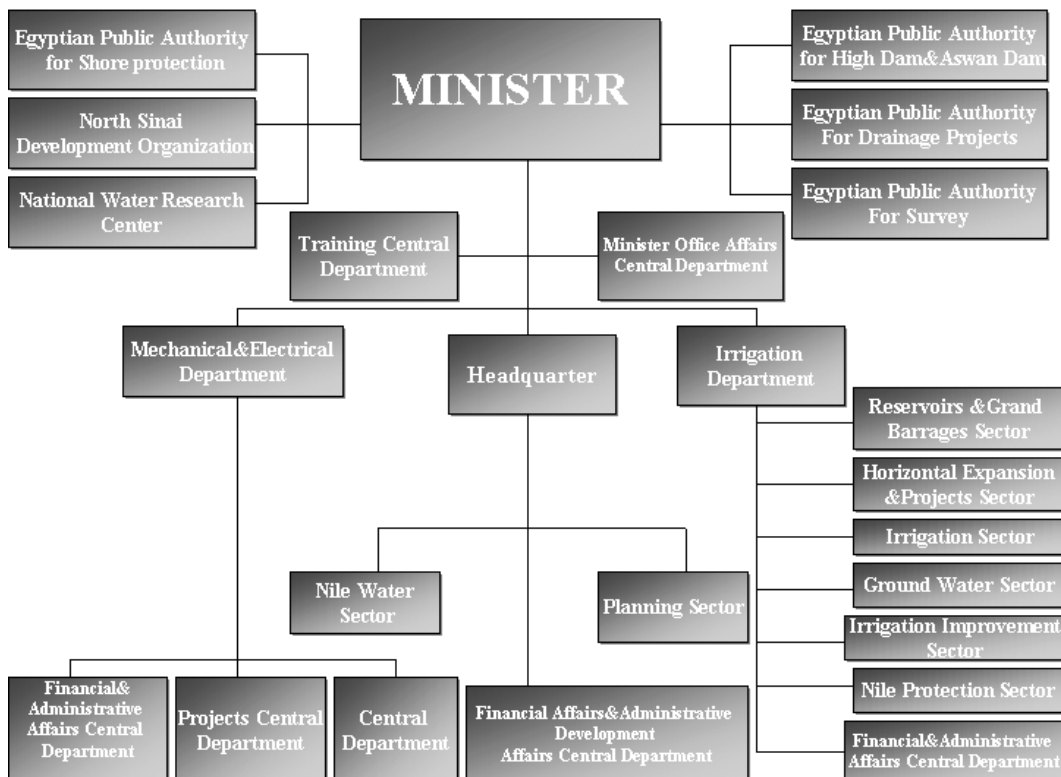 Egyptian Public Authority
for Shore protection
North Sinai
Development Organization
National Water Research
Center
MINISTER
Egyptian Public Authority
for High Dam&Aswan Dam
Egyptian Public Authority
For Drainage Projects
Egyptian Public Authority
For Survey
Training Central
Department
Minister Office Affairs
Central Department
Mechanical&Electrical
Department
Headquarter
Irrigation
Department
Reservoirs &Grand
Barrages Sector
Horizontal Expansion
&Projects Sector
Irrigation Sector
Ground Water Sector
Irrigation Improvement
Sector
Nile Protection Sector
Financial&Administrative
Affairs Central Department
Nile Water
Sector
Planning Sector
Financial&
Administrative
Affairs Central
Department
Projects Central
Department
Central
Department
Financial Affairs&Administrative
Development
Affairs Central Department